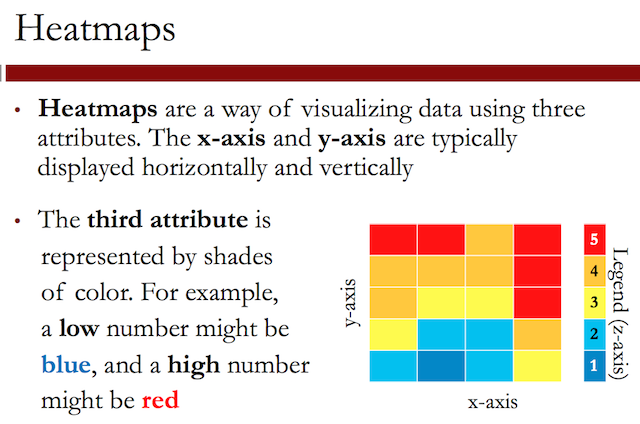 Heatmaps
• Heatmaps are a way of visualizing data using three
attributes. The x-axis and y-axis are typically
displayed horizontally and vertically
• The third attribute is
represented by shades
of color. For example,
a low number might be
blue, and a high number
might be red
y-axis
x-axis
5
4
3
2
1
Legend (z-axis)